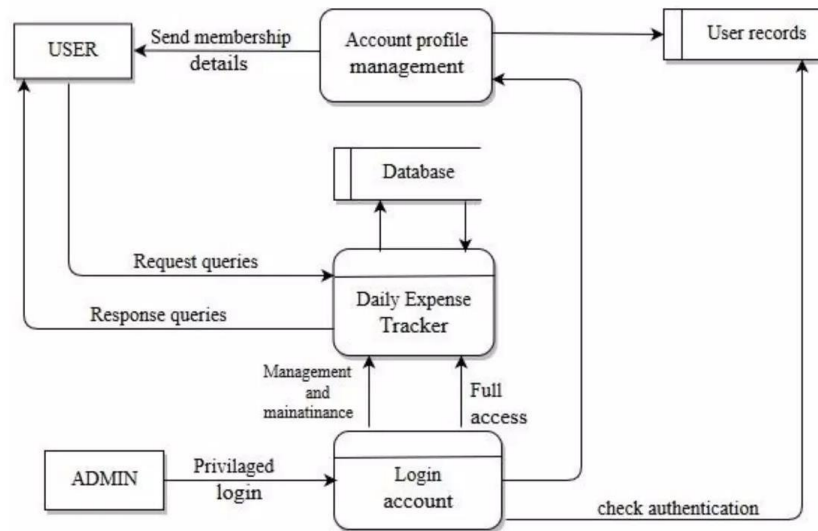 USER
Send membership
details
Account profile
management
User records
Database
Request queries
Daily Expense
Tracker
Response queries
Management
and
mainatinance
Full
access
ADMIN
Privilaged
login
Login
account
check authentication